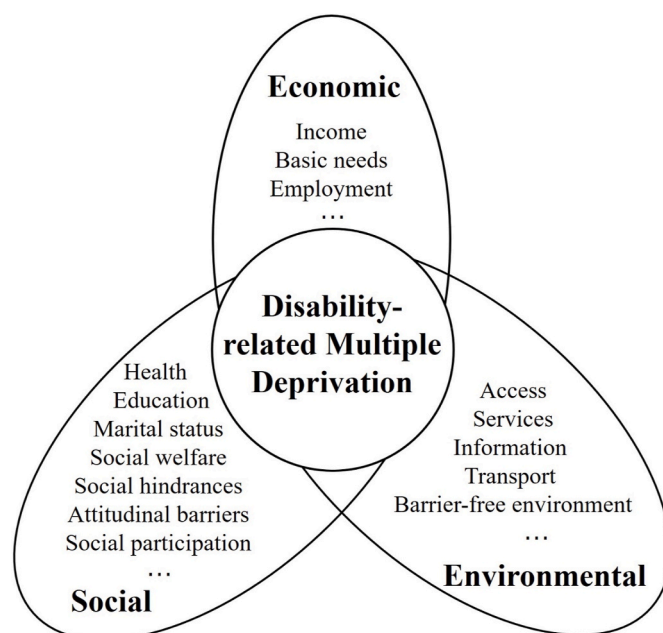 Economic
Income
Basic needs
Employment
...
Disability-
related Multiple
Deprivation
Health
Education
Marital status
Social welfare
Social hindrances
Attitudinal barriers
Social participation
...
Social
Access
Services
Information
Transport
Barrier-free environment
...
Environmental